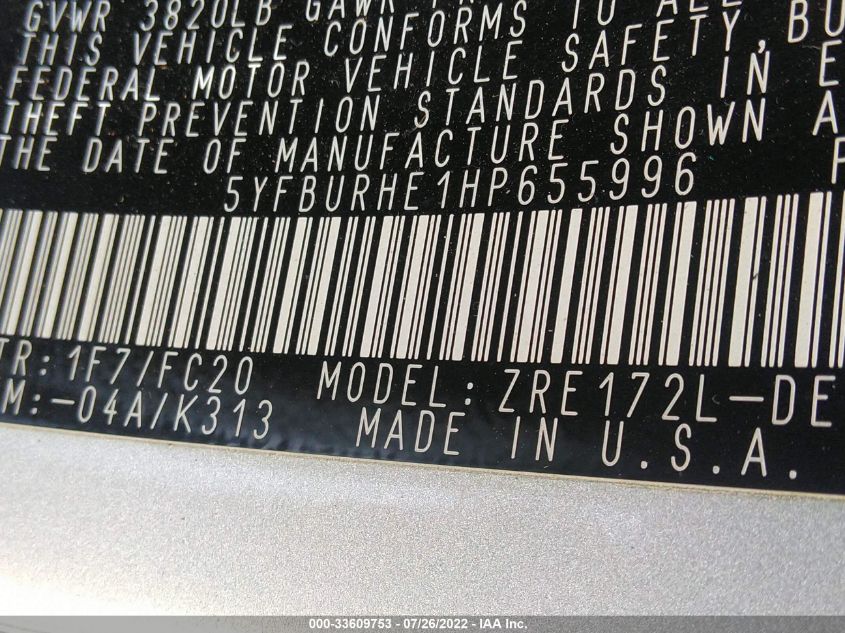 GVWR 3820LB GAWR
THIS VEHICLE CONFORMS TO ALL
FEDERAL MOTOR VEHICLE SAFETY, BU
THEFT PREVENTION STANDARDS IN E
THE DATE OF MANUFACTURE SHOWN A
5YFBURHE1HP655996
TR: 1F7/FC20 MODEL: ZRE172L-DE
M:-04A/K313 MADE IN U.S.A.
000-33609753 - 07/26/2022 - IAA Inc.